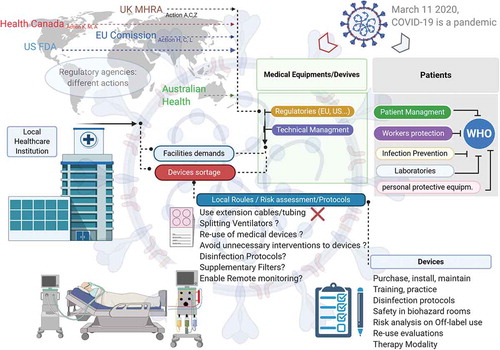 UK MHRA
Action A,C,Z
March 11 2020,
COVID-19 is a pandemic
Health Canada
EU Comission
Action H, C, L
US FDA
Regulatory agencies:
different actions
Australian
Health
Medical Equipments/Devives
Patients
Regulatories (EU, US ...)
Technical Managment
Patient Managment
Workers protection
Infection Prevention
Laboratories
personal protective equipm.
WHO
Local
Healthcare
Institution
Facilities demands
Devices sortage
Local Roules / Risk assessment/Protocols
Use extension cables/tubing
Splitting Ventilators ?
Re-use of medical devices ?
Avoid unnecessary interventions to devices ?
Disinfection Protocols?
Supplementary Filters?
Enable Remote monitoring?
Devices
Purchase, install, maintain
Training, practice
Disinfection protocols
Safety in biohazard rooms
Risk analysis on Off-label use
Re-use evaluations
Therapy Modality